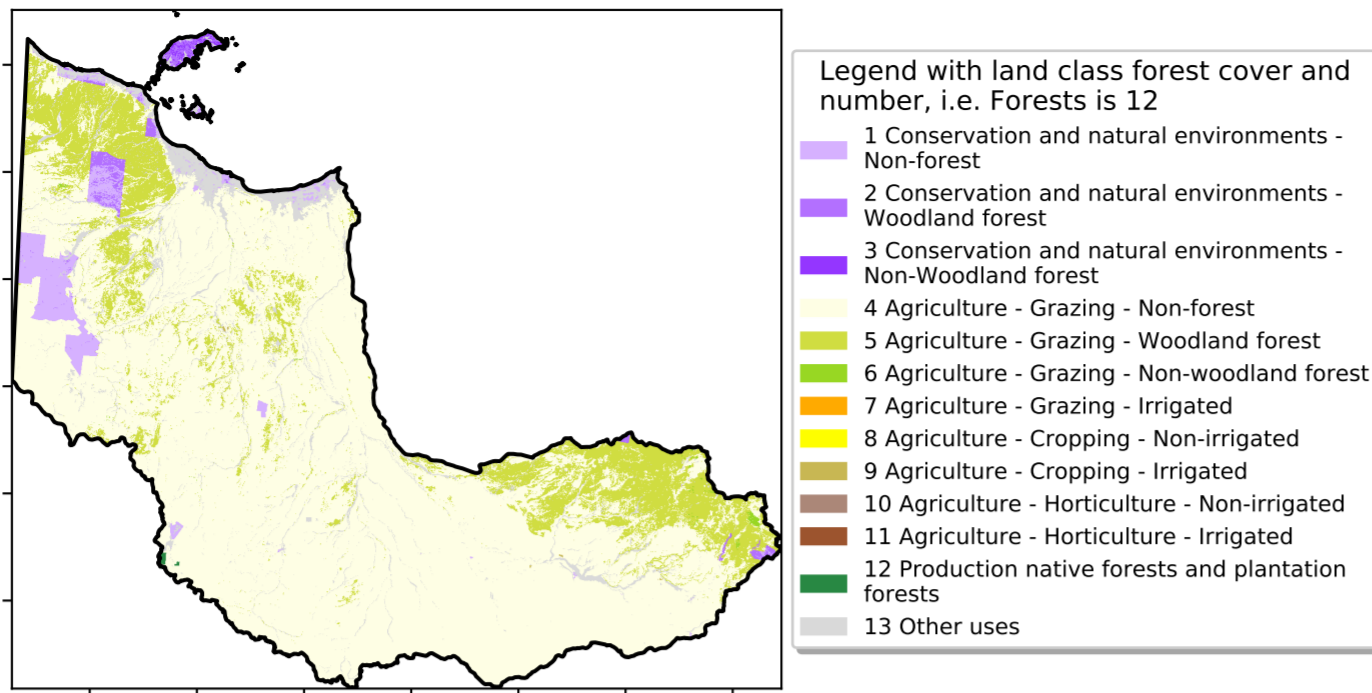 Legend with land class forest cover and
number, i.e. Forests is 12
1 Conservation and natural environments -
Non-forest
2 Conservation and natural environments -
Woodland forest
3 Conservation and natural environments -
Non-Woodland forest
4 Agriculture - Grazing - Non-forest
5 Agriculture - Grazing - Woodland forest
6 Agriculture - Grazing - Non-woodland forest
7 Agriculture - Grazing - Irrigated
8 Agriculture - Cropping - Non-irrigated
9 Agriculture - Cropping - Irrigated
10 Agriculture - Horticulture - Non-irrigated
11 Agriculture - Horticulture - Irrigated
12 Production native forests and plantation
forests
13 Other uses